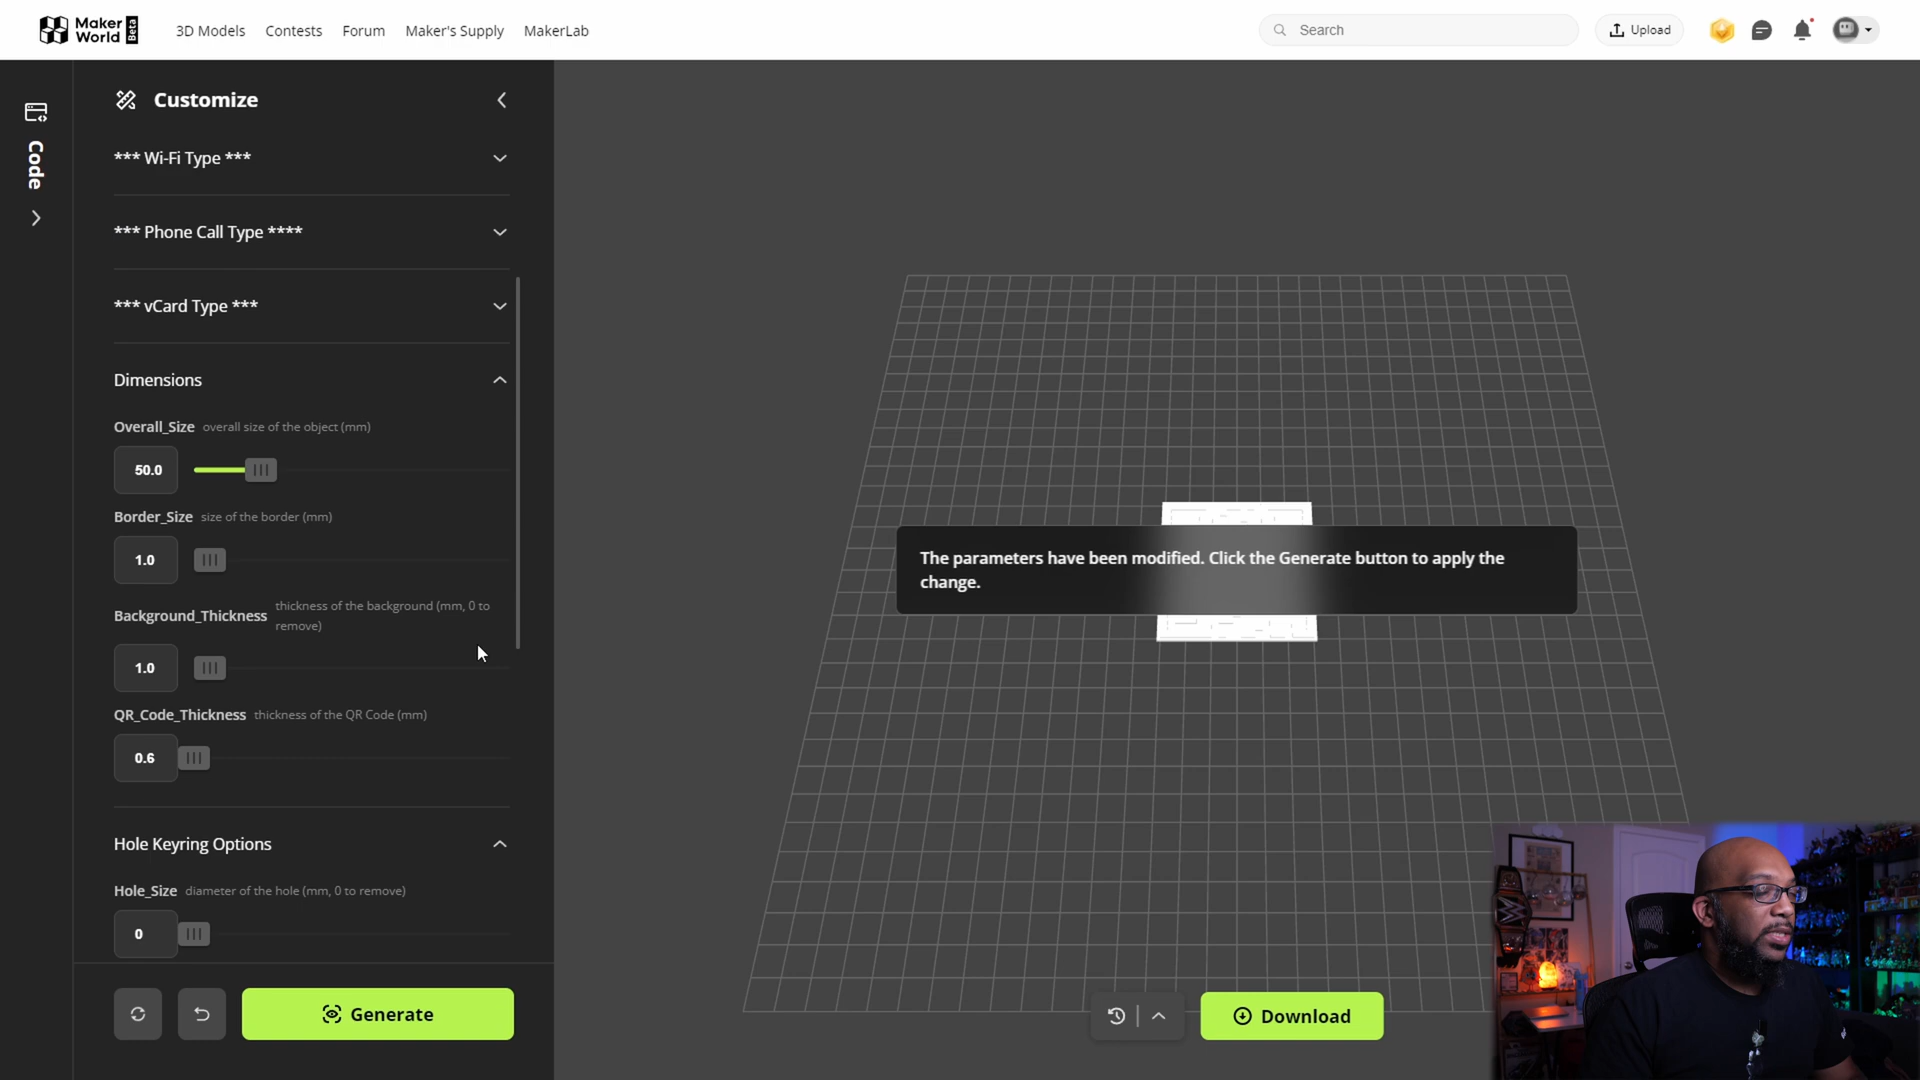 Maker
World
Beta
3D Models
Contests
Forum
Maker's Supply
MakerLab
Search
Upload
Code
Customize
*** Wi-Fi Type ***
*** Phone Call Type ****
*** vCard Type ***
Dimensions
Overall_Size overall size of the object (mm)
50.0
Border_Size size of the border (mm)
1.0
Background_Thickness thickness of the background (mm, 0 to
remove)
1.0
QR_Code_Thickness thickness of the QR Code (mm)
0.6
Hole Keyring Options
Hole_Size diameter of the hole (mm, 0 to remove)
0
Generate
The parameters have been modified. Click the Generate button to apply the
change.
Download